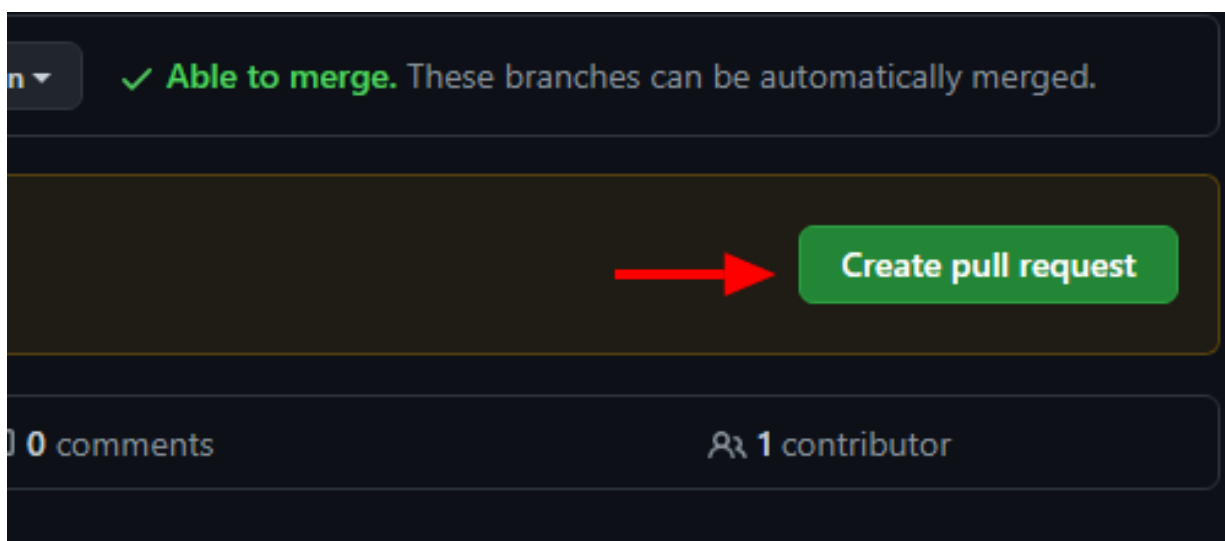 n
Able to merge. These branches can be automatically merged.
Create pull request
0 comments
1 contributor